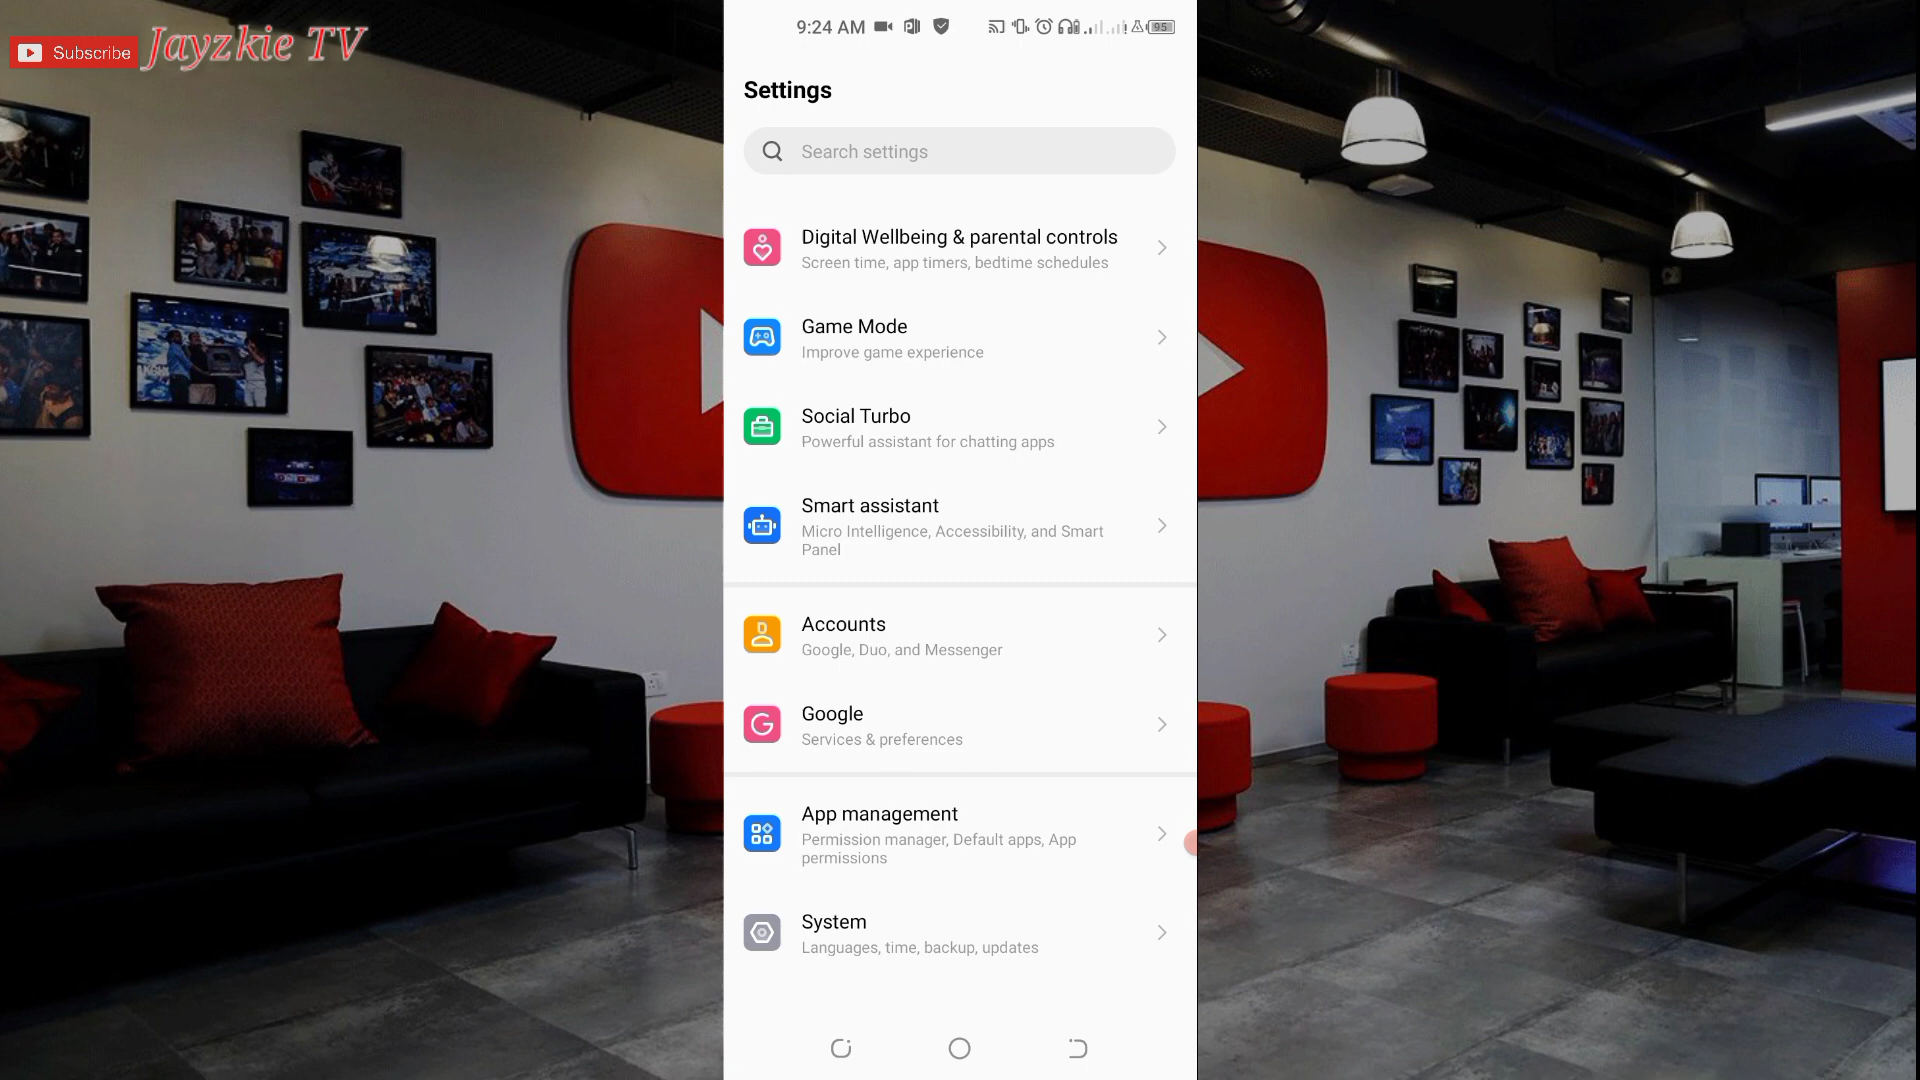 Subscribe Jayzkie TV
9:24 AM
95
Settings
Search settings
Digital Wellbeing & parental controls
Screen time, app timers, bedtime schedules
Game Mode
Improve game experience
Social Turbo
Powerful assistant for chatting apps
Smart assistant
Micro Intelligence, Accessibility, and Smart
Panel
Accounts
Google, Duo, and Messenger
Google
Services & preferences
App management
Permission manager, Default apps, App
permissions
System
Languages, time, backup, updates